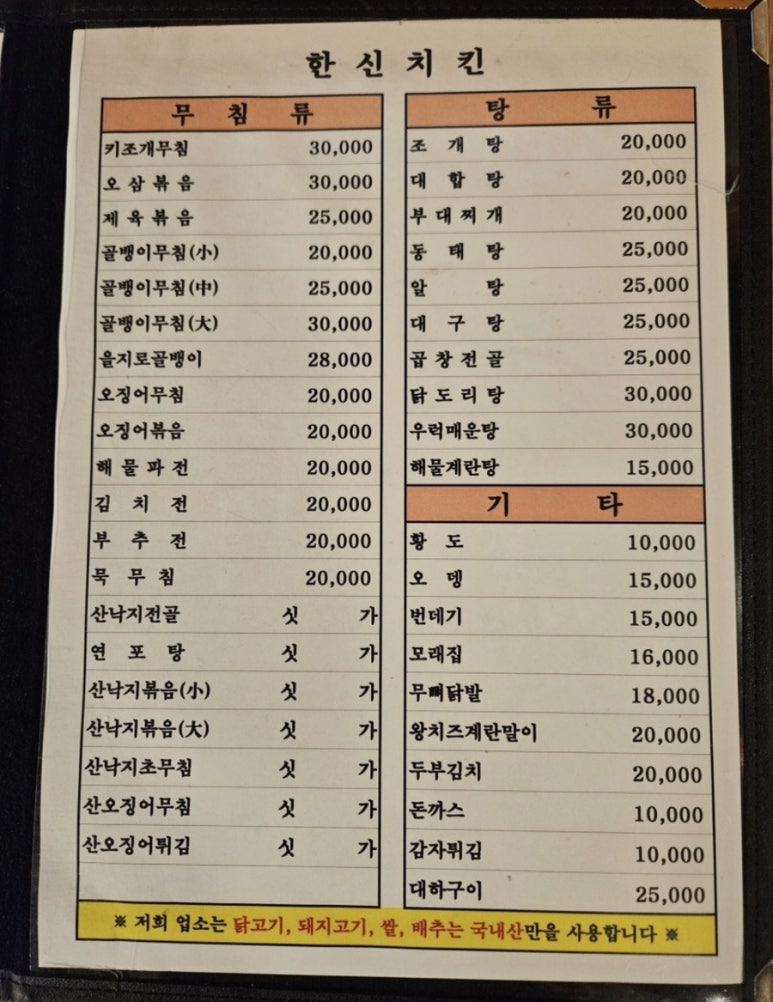 한신치킨
무침류
키조개무침 30,000
오삼볶음 30,000
제육볶음 25,000
골뱅이무침(小) 20,000
골뱅이무침(中) 25,000
골뱅이무침(大) 30,000
을지로골뱅이 28,000
오징어무침 20,000
오징어볶음 20,000
해물파전 20,000
김치전 20,000
부추전 20,000
묵무침 20,000
산낙지전골 싯가
연포탕 싯가
산낙지볶음(小) 싯가
산낙지볶음(大) 싯가
산낙지초무침 싯가
산오징어무침 싯가
산오징어튀김 싯가
탕류
조개탕 20,000
대합탕 20,000
부대찌개 20,000
동태탕 25,000
알탕 25,000
대구탕 25,000
곱창전골 25,000
닭도리탕 30,000
우럭매운탕 30,000
해물계란탕 15,000
기타
황도 10,000
오뎅 15,000
번데기 15,000
모래집 16,000
무뼈닭발 18,000
왕치즈계란말이 20,000
두부김치 20,000
돈까스 10,000
감자튀김 10,000
대하구이 25,000
※ 저희 업소는 닭고기, 돼지고기, 쌀, 배추는 국내산만을 사용합니다 ※